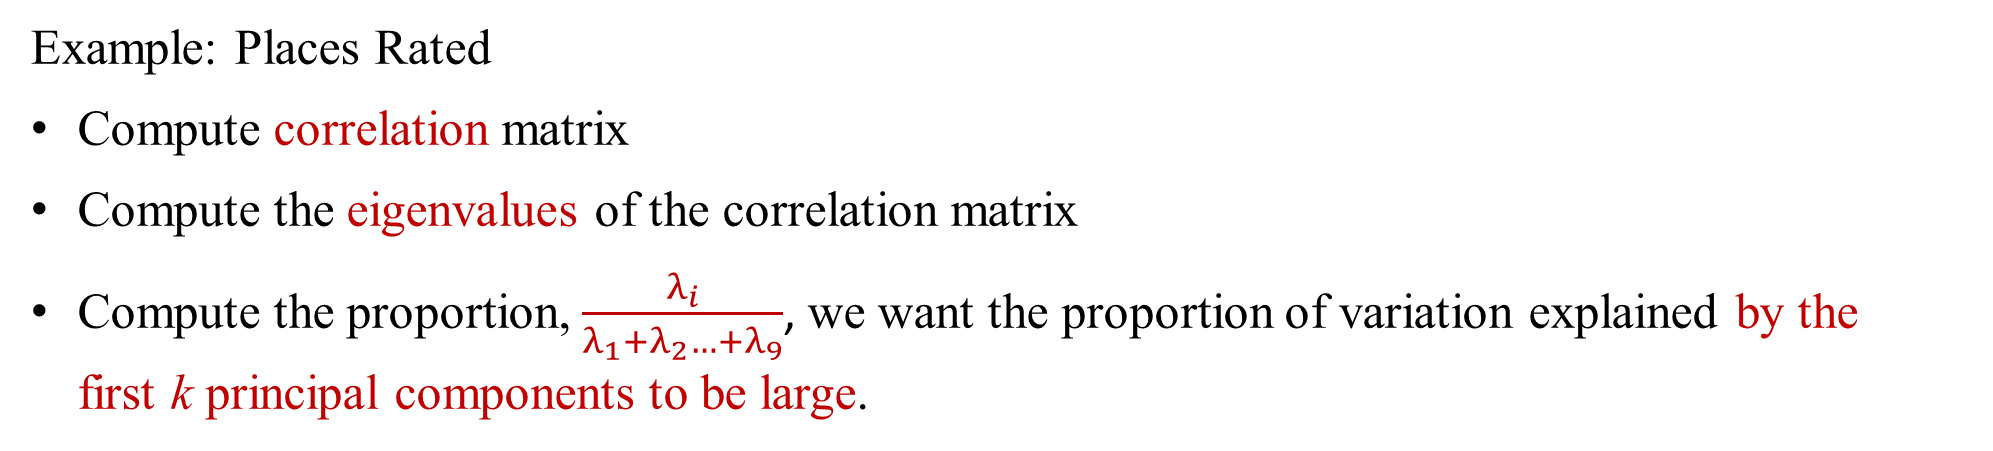 Example: Places Rated
• Compute correlation matrix
• Compute the eigenvalues of the correlation matrix
• Compute the proportion, λᵢ/(λ₁+λ₂…+λ₉), we want the proportion of variation explained by the
first k principal components to be large.